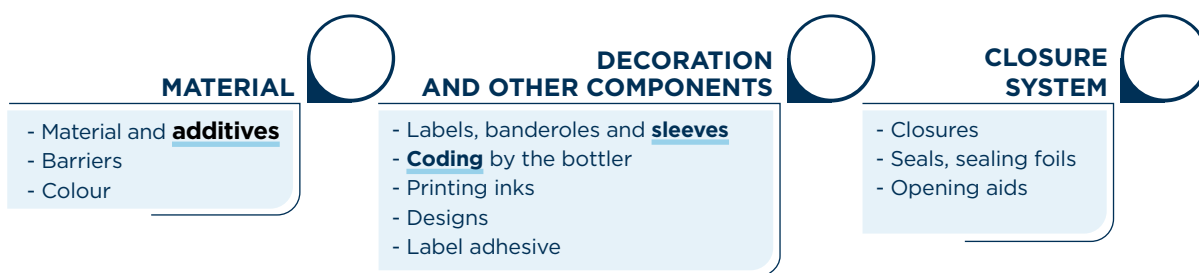 MATERIAL
- Material and additives
- Barriers
- Colour
DECORATION
AND OTHER COMPONENTS
- Labels, banderoles and sleeves
- Coding by the bottler
- Printing inks
- Designs
- Label adhesive
CLOSURE
SYSTEM
- Closures
- Seals, sealing foils
- Opening aids